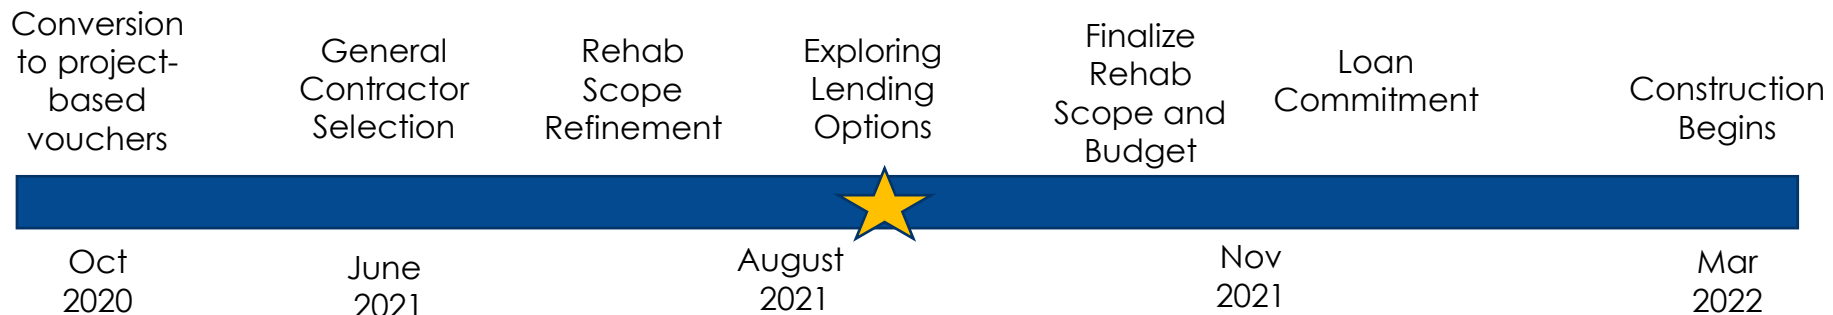 Conversion
to project-
based
vouchers
General
Contractor
Selection
Rehab
Scope
Refinement
Exploring
Lending
Options
Finalize
Rehab
Scope and
Budget
Loan
Commitment
Construction
Begins
Oct
2020
June
2021
August
2021
Nov
2021
Mar
2022